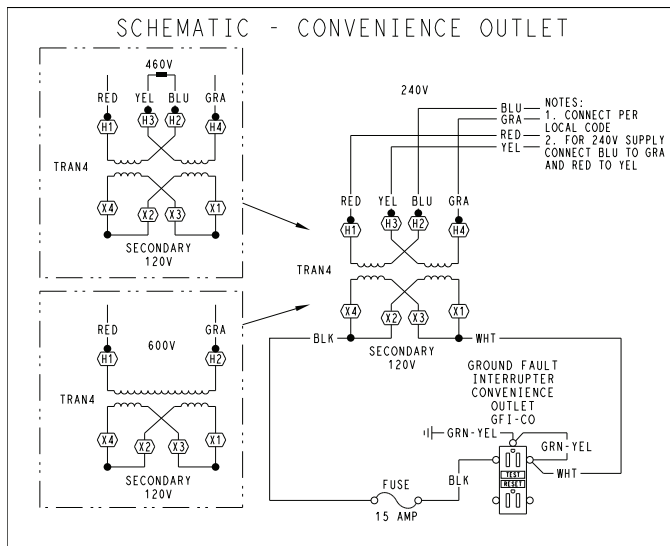 SCHEMATIC - CONVENIENCE OUTLET
460V
RED YEL BLU GRA
H1 H3 H2 H4
TRAN4
X4 X2 X3 X1
SECONDARY
120V
RED GRA
H1 600V H2
TRAN4
X4 X2 X3 X1
SECONDARY
120V
240V
BLU
GRA
RED
YEL
NOTES:
1. CONNECT PER
LOCAL CODE
2. FOR 240V SUPPLY
CONNECT BLU TO GRA
AND RED TO YEL
RED YEL BLU GRA
H1 H3 H2 H4
TRAN4
X4 X2 X3 X1
BLK WHT
SECONDARY
120V
GROUND FAULT
INTERRUPTER
CONVENIENCE
OUTLET
GFI-CO
GRN-YEL
GRN-YEL
BLK
WHT
TEST
RESET
FUSE
15 AMP